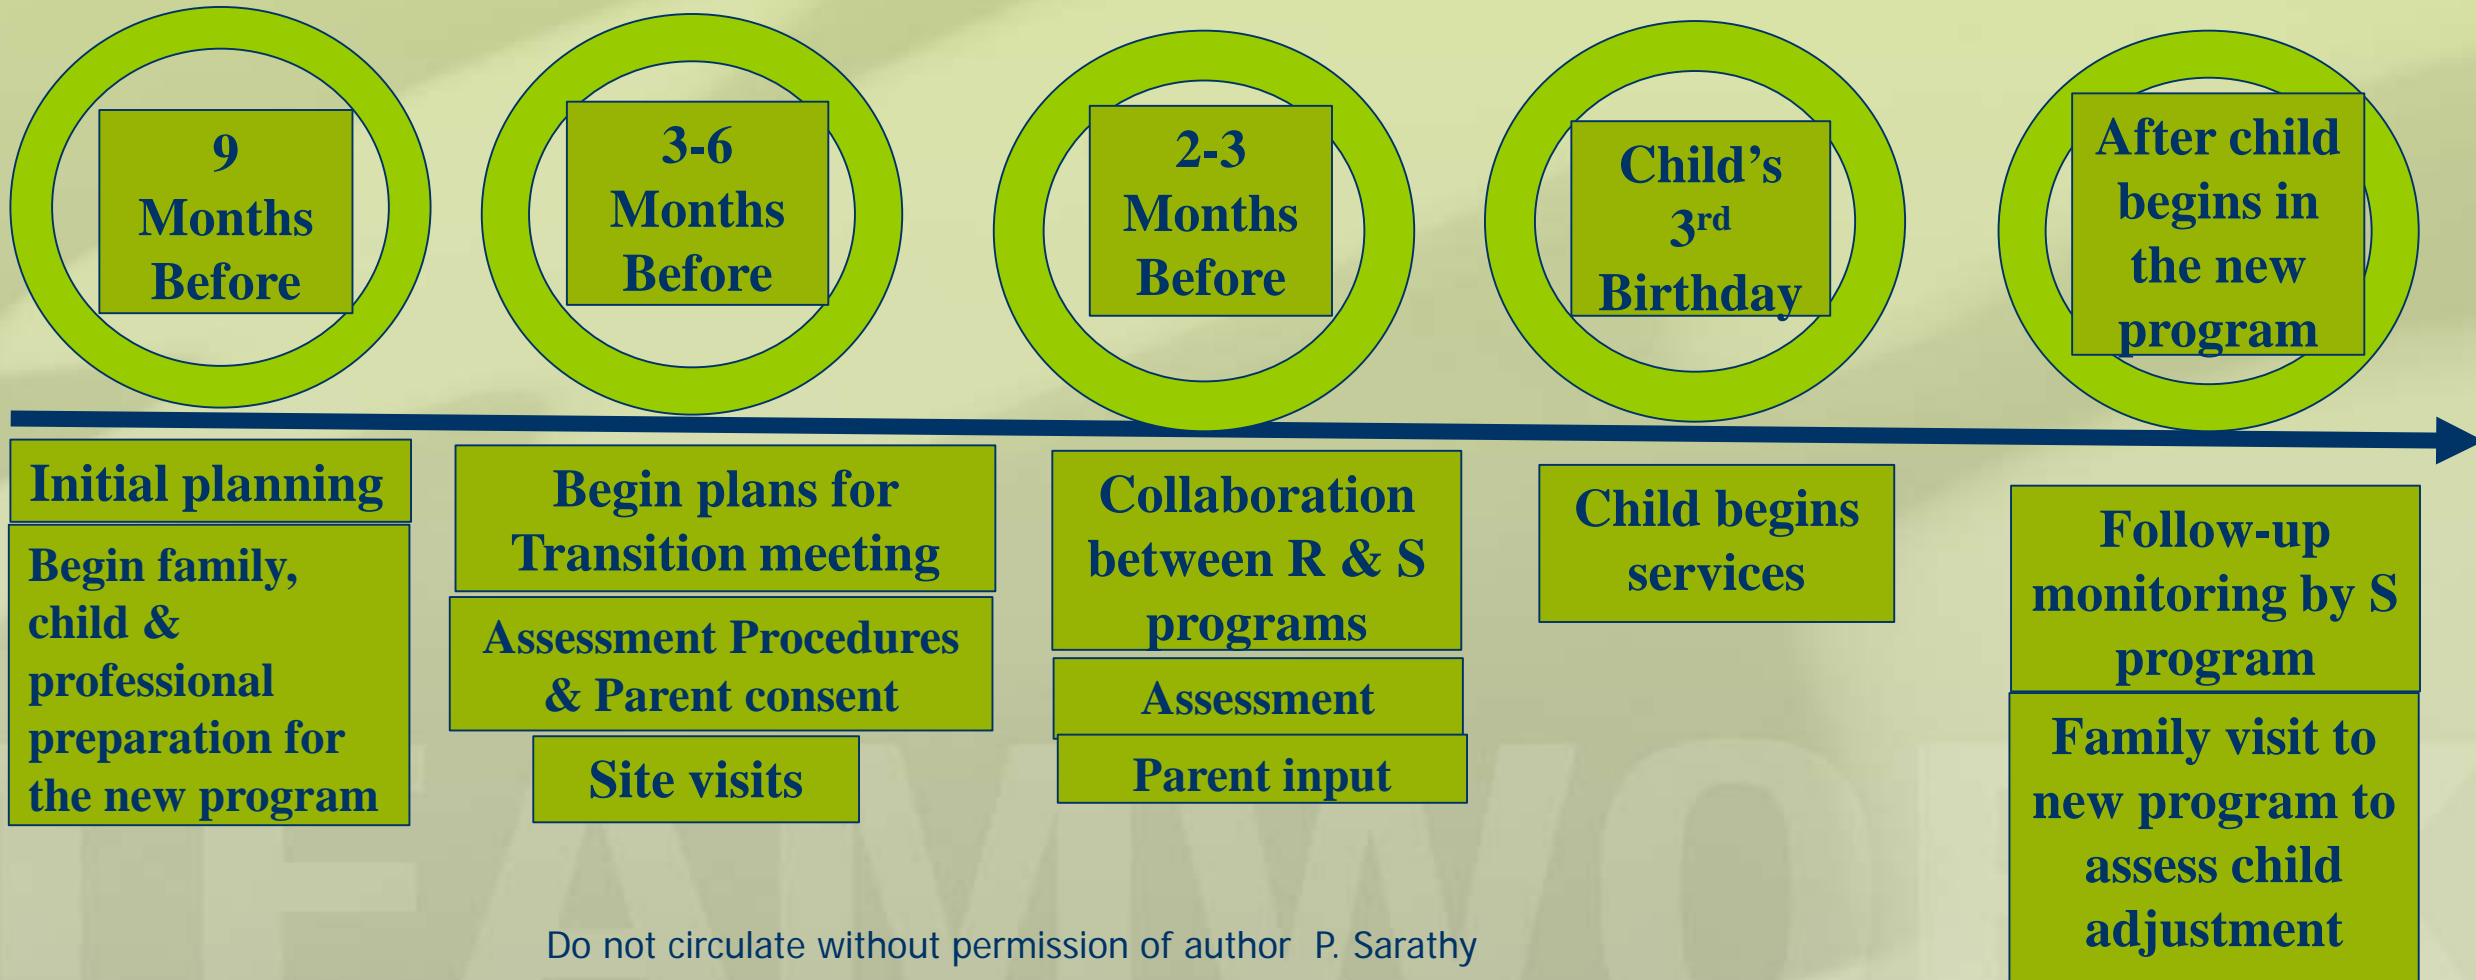 9
Months
Before
3-6
Months
Before
2-3
Months
Before
Child’s
3rd
Birthday
After child
begins in
the new
program
Initial planning
Begin family,
child &
professional
preparation for
the new program
Begin plans for
Transition meeting
Assessment Procedures
& Parent consent
Site visits
Collaboration
between R & S
programs
Assessment
Parent input
Child begins
services
Follow-up
monitoring by S
program
Family visit to
new program to
assess child
adjustment
TEAMWO
Do not circulate without permission of author P. Sarathy